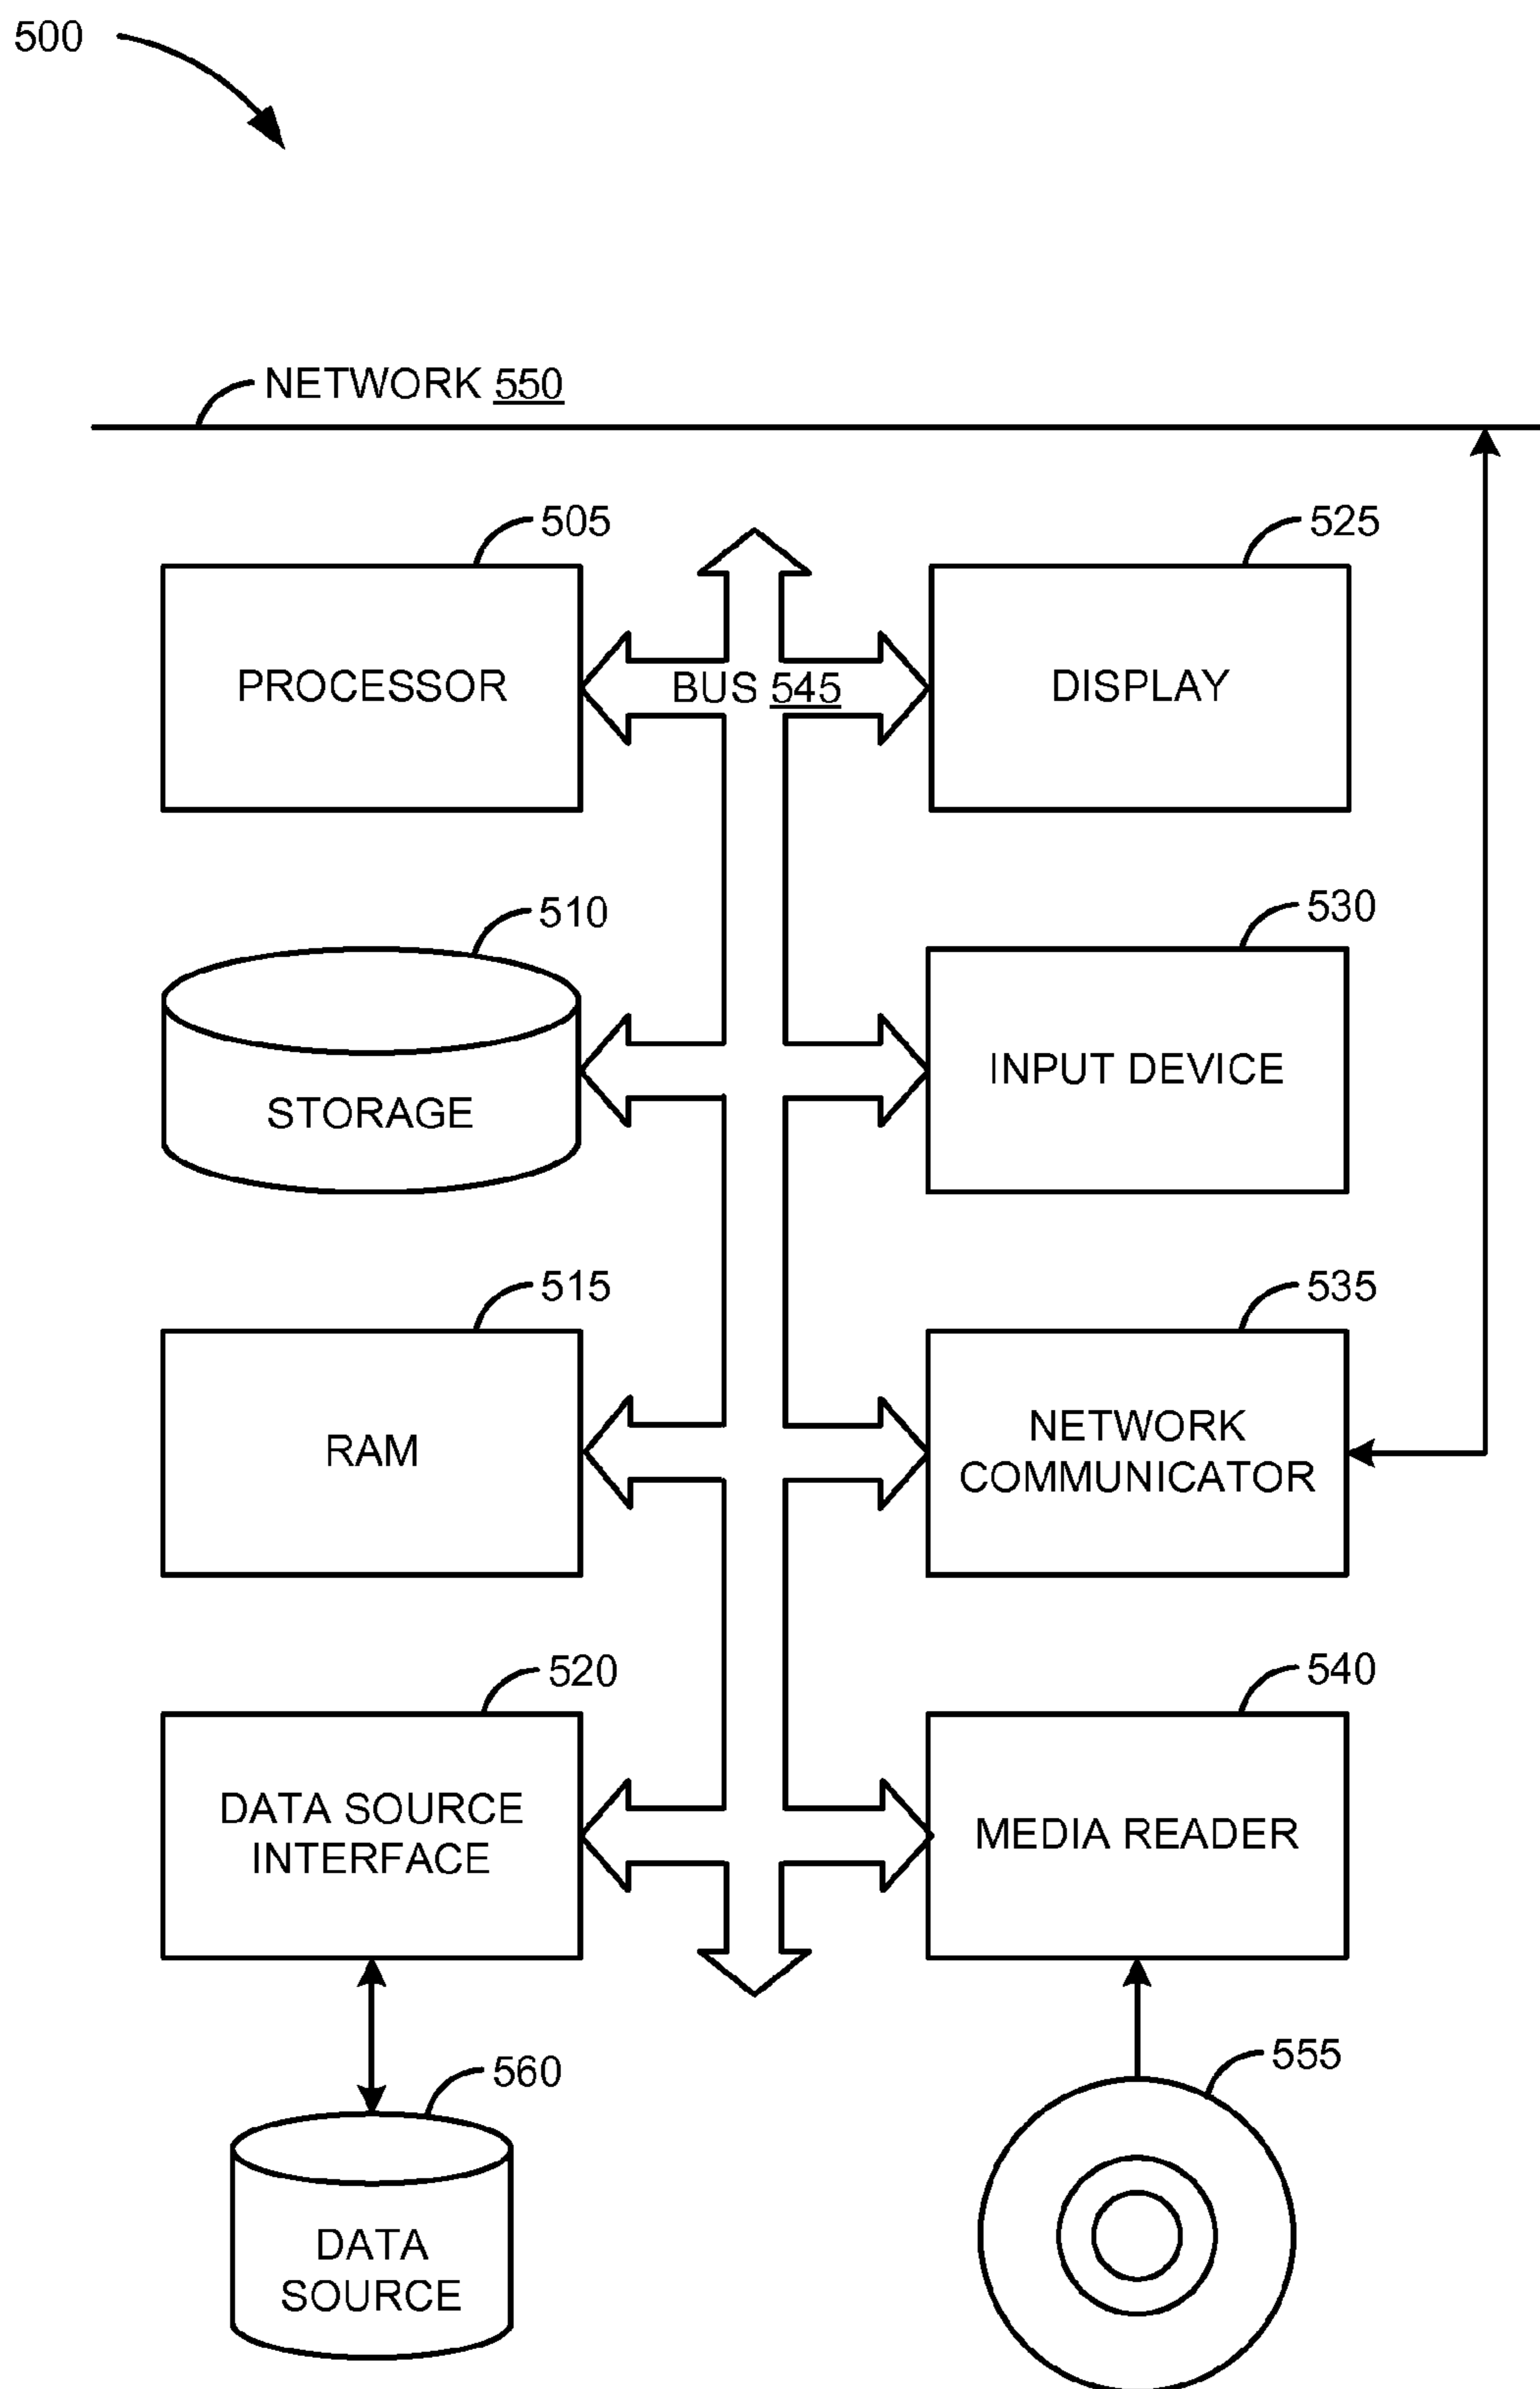 500
NETWORK 550
505
525
PROCESSOR
BUS 545
DISPLAY
510
530
STORAGE
INPUT DEVICE
515
535
RAM
NETWORK
COMMUNICATOR
520
540
DATA SOURCE
INTERFACE
MEDIA READER
560
555
DATA
SOURCE